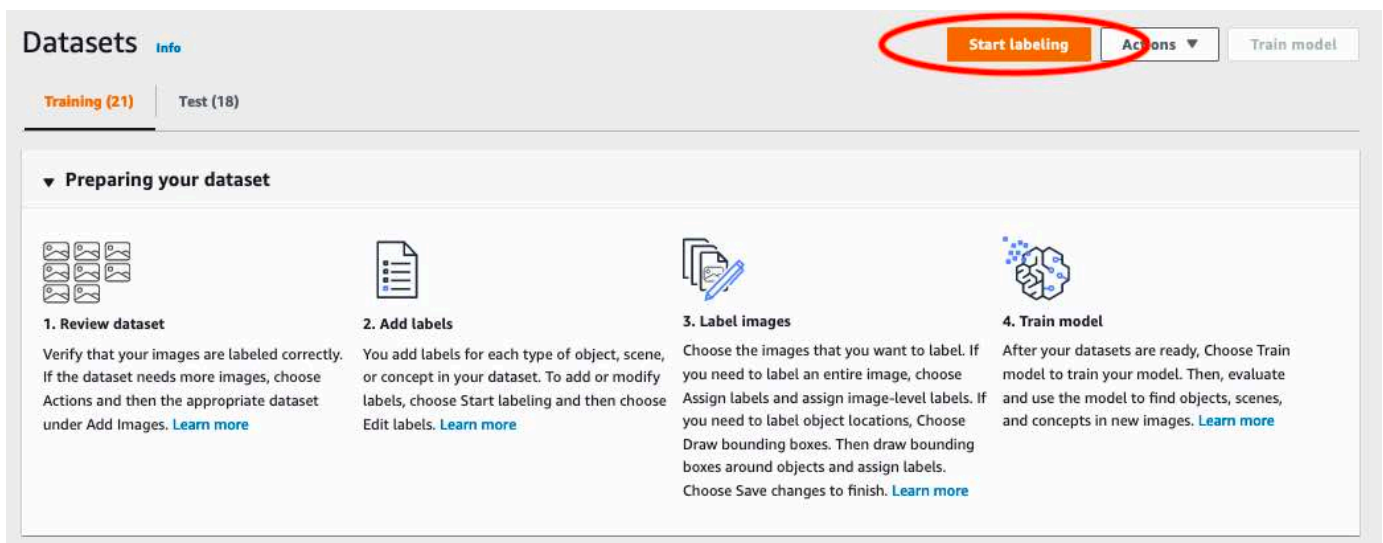 Datasets Info
Start labeling
Actions
Train model
Training (21)
Test (18)
Preparing your dataset
1. Review dataset
Verify that your images are labeled correctly.
If the dataset needs more images, choose
Actions and then the appropriate dataset
under Add Images. Learn more
2. Add labels
You add labels for each type of object, scene,
or concept in your dataset. To add or modify
labels, choose Start labeling and then choose
Edit labels. Learn more
3. Label images
Choose the images that you want to label. If
you need to label an entire image, choose
Assign labels and assign image-level labels. If
you need to label object locations, Choose
Draw bounding boxes. Then draw bounding
boxes around objects and assign labels.
Choose Save changes to finish. Learn more
4. Train model
After your datasets are ready, Choose Train
model to train your model. Then, evaluate
and use the model to find objects, scenes,
and concepts in new images. Learn more